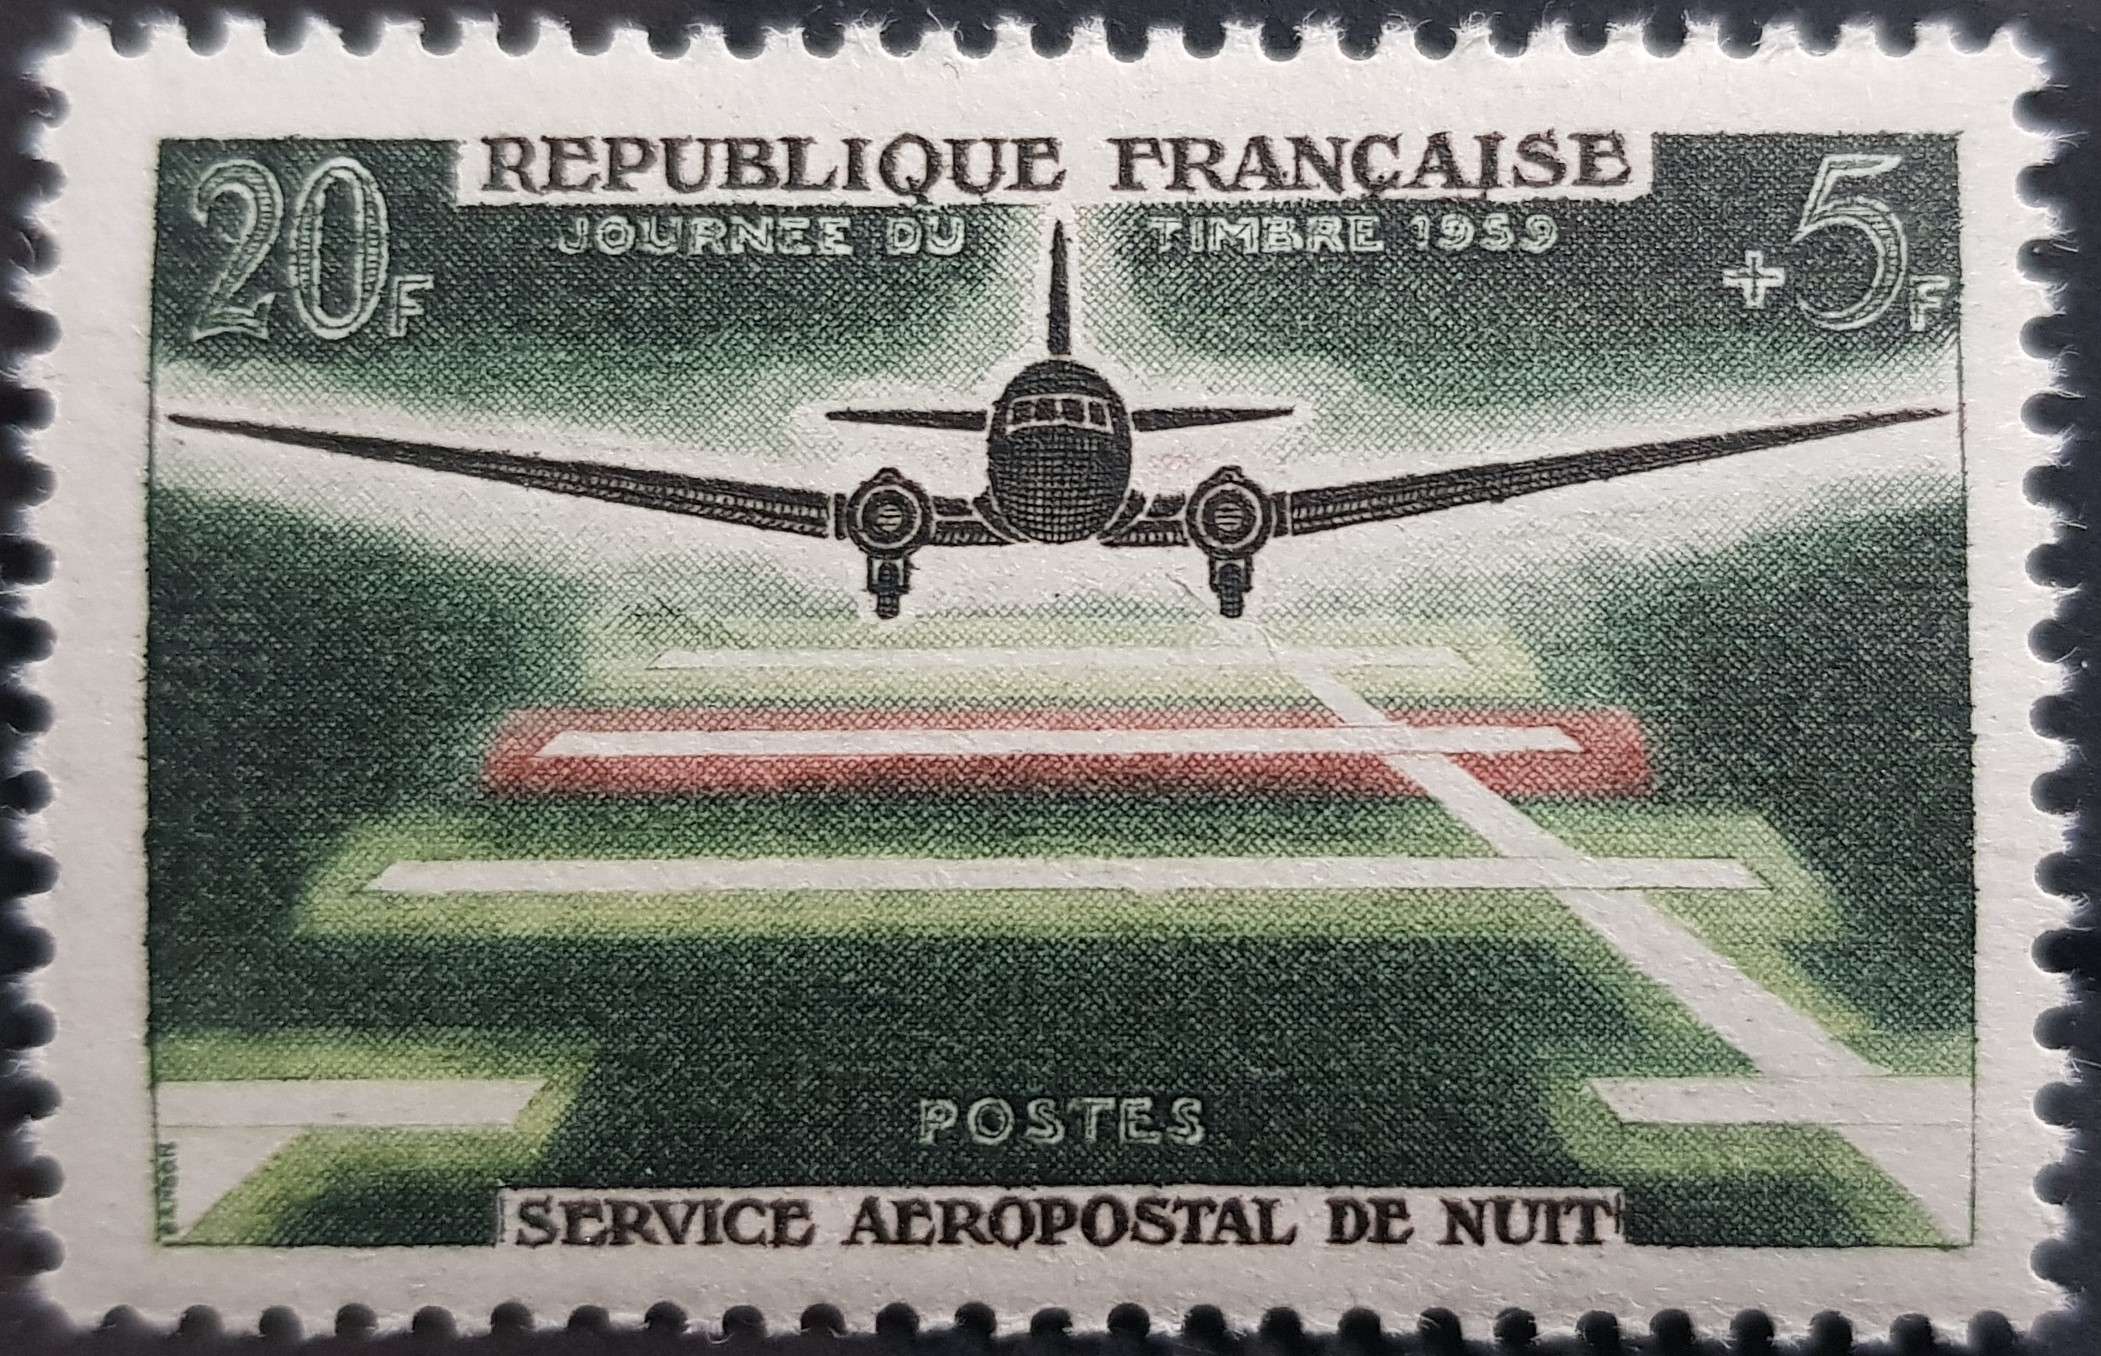 REPUBLIQUE FRANÇAISE
20F
JOURNEE DU TIMBRE 1959
+5F
POSTES
SERVICE AEROPOSTAL DE NUIT